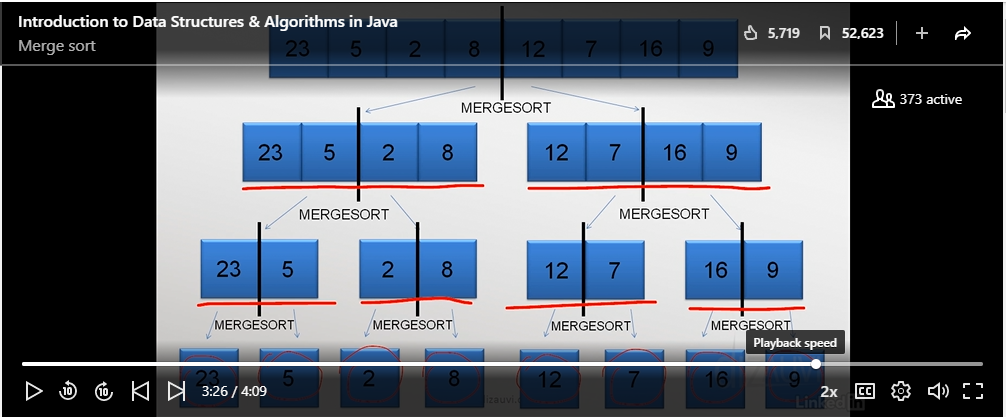 Introduction to Data Structures & Algorithms in Java
Merge sort
5,719
52,623
373 active
23 5 2 8 12 7 16 9
MERGESORT
23 5 2 8
12 7 16 9
MERGESORT
MERGESORT
23 5
2 8
12 7
16 9
MERGESORT
MERGESORT
MERGESORT
MERGESORT
Playback speed
23 5 2 8 12 7 16 9
10
10
3:26 / 4:09
2x
CC
Linkedin